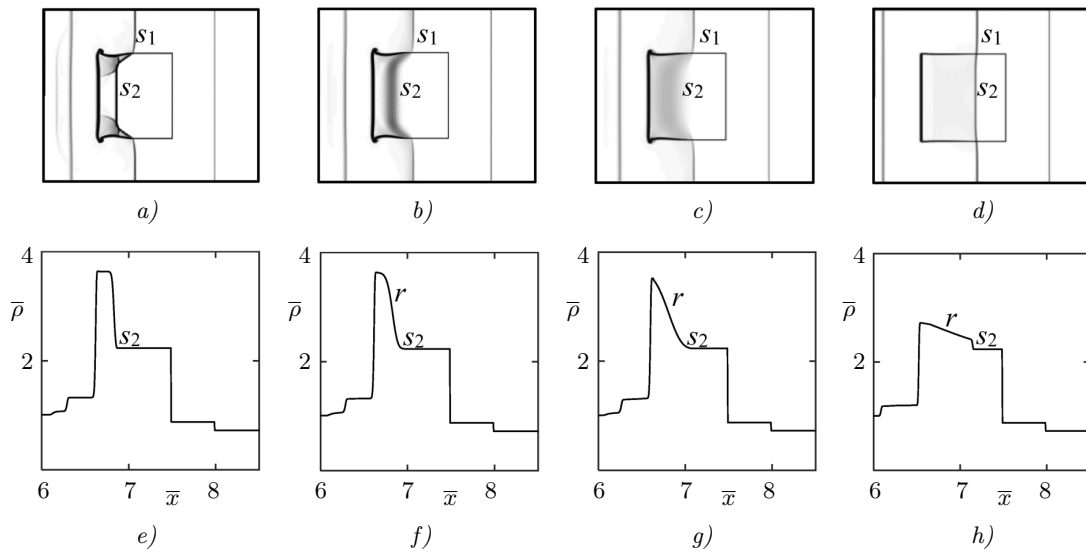 s1 s1 s1 s1
s2 s2 s2 s2
a) b) c) d)
4 4 4 4
ρ̅ r ρ̅ r ρ̅ r ρ̅
s2 s2 s2 s2
2 2 2 2
6 7 x̅ 8 6 7 x̅ 8 6 7 x̅ 8 6 7 x̅ 8
e) f) g) h)